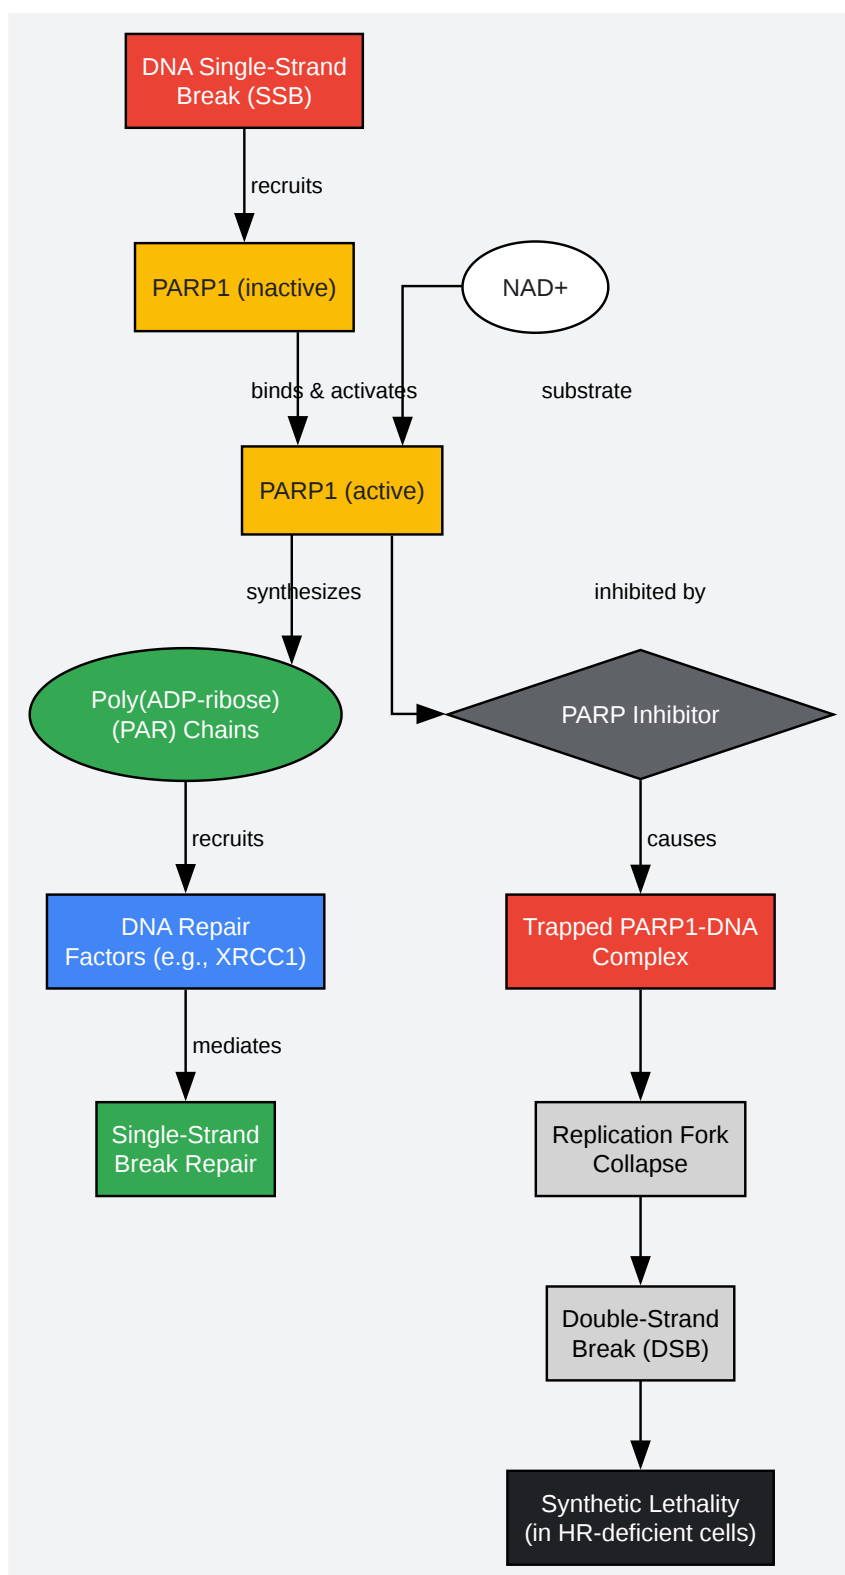 DNA Single-Strand
Break (SSB)
recruits
PARP1 (inactive)
NAD+
binds & activates
substrate
PARP1 (active)
synthesizes
inhibited by
Poly(ADP-ribose)
(PAR) Chains
PARP Inhibitor
recruits
causes
DNA Repair
Factors (e.g., XRCC1)
Trapped PARP1-DNA
Complex
mediates
Single-Strand
Break Repair
Replication Fork
Collapse
Double-Strand
Break (DSB)
Synthetic Lethality
(in HR-deficient cells)